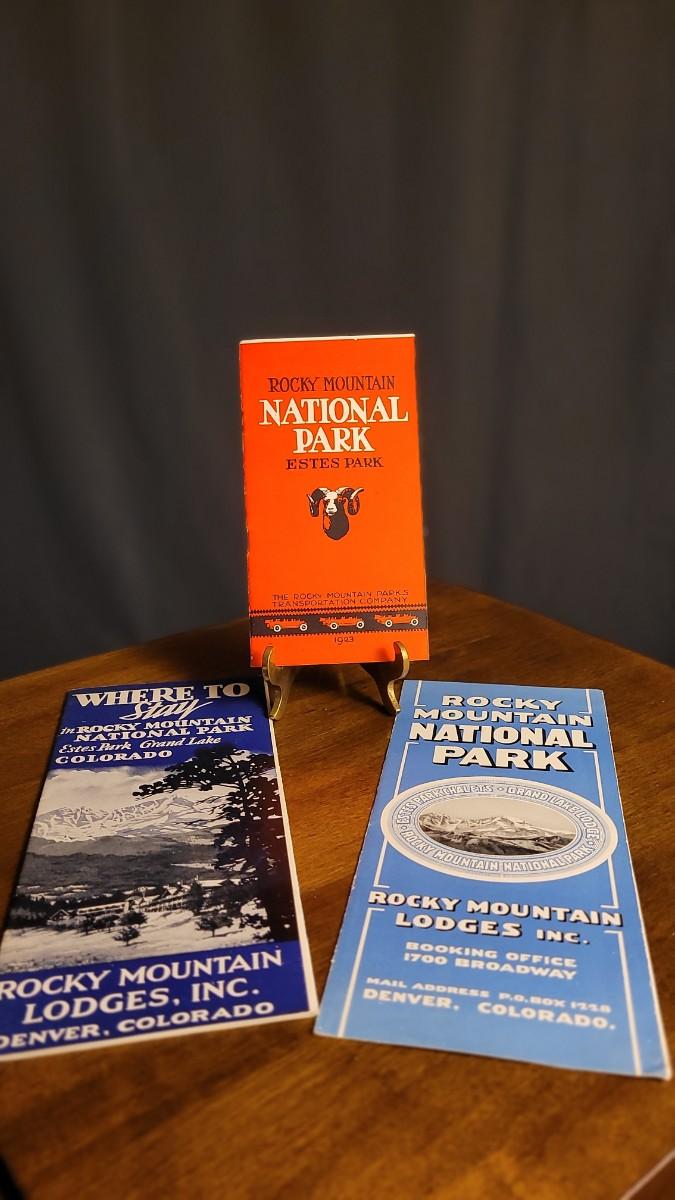 ROCKY MOUNTAIN
NATIONAL
PARK
ESTES PARK
THE ROCKY MOUNTAIN PARKS
TRANSPORTATION COMPANY
1923
WHERE TO
Stay
in ROCKY MOUNTAIN
NATIONAL PARK
Estes Park Grand Lake
COLORADO
ROCKY MOUNTAIN
LODGES, INC.
DENVER, COLORADO
ROCKY
MOUNTAIN
NATIONAL
PARK
ESTES PARK CHALETS · GRAND LAKE LODGE
ROCKY MOUNTAIN NATIONAL PARK
ROCKY MOUNTAIN
LODGES INC.
BOOKING OFFICE
1700 BROADWAY
MAIL ADDRESS P.O. BOX 1228
DENVER, COLORADO.